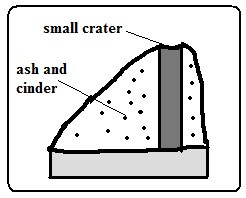 small crater
ash and
cinder